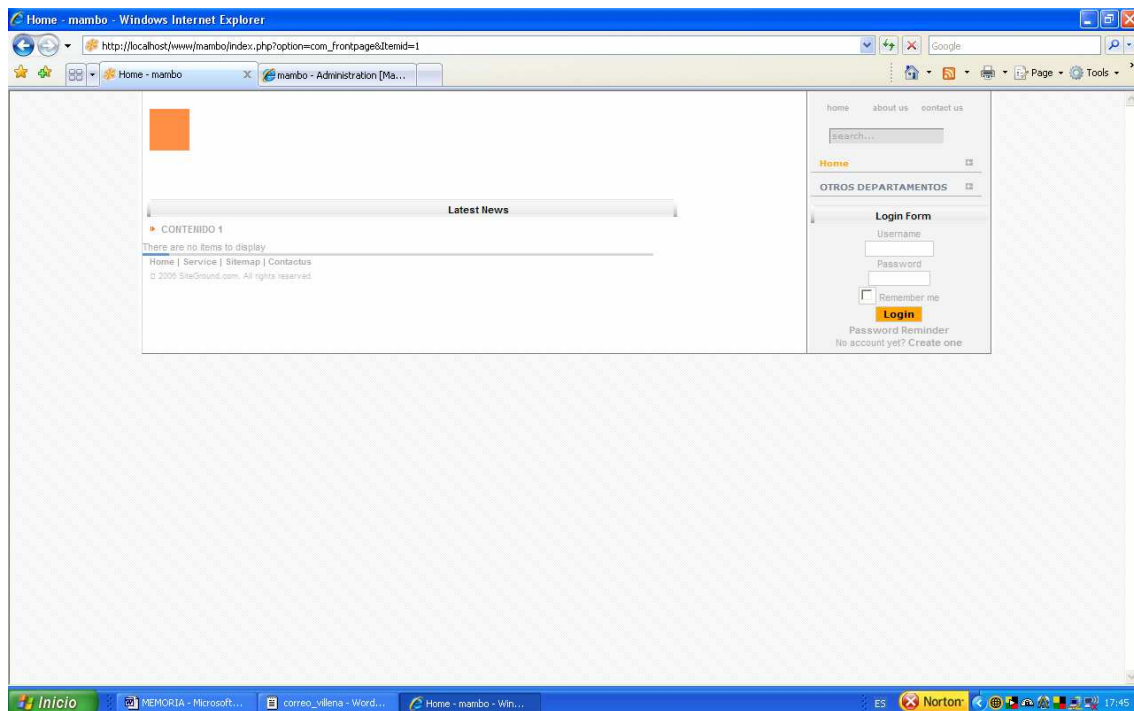 Home - mambo - Windows Internet Explorer
http://localhost/www/mambo/index.php?option=com_frontpage&Itemid=1
Google
Home - mambo
mambo - Administration [Ma...
Page
Tools
home about us contact us
search...
Home
OTROS DEPARTAMENTOS
Latest News
CONTENIDO 1
There are no items to display
Home | Service | Sitemap | Contactus
© 2006 SiteGround.com. All rights reserved.
Login Form
Username
Password
Remember me
Login
Password Reminder
No account yet? Create one
Inicio
MEMORIA - Microsoft...
correo_villena - Word...
Home - mambo - Win...
ES
Norton
17:45